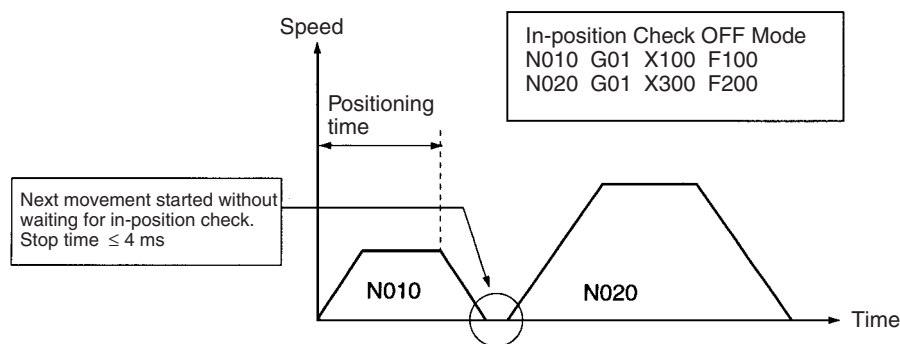 Speed
In-position Check OFF Mode
N010 G01 X100 F100
N020 G01 X300 F200
Positioning
time
Next movement started without
waiting for in-position check.
Stop time ≤ 4 ms
N010
N020
Time